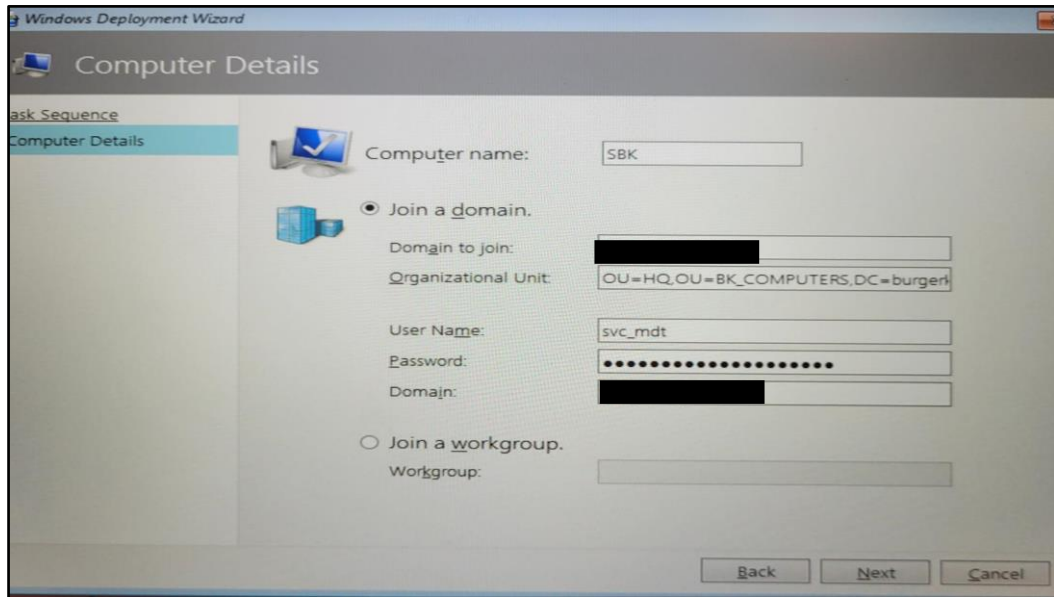 Windows Deployment Wizard
Computer Details
ask Sequence
Computer Details
Computer name:
SBK
Join a domain.
Domain to join:
Organizational Unit:
OU=HQ,OU=BK_COMPUTERS,DC=burgerk
User Name:
svc_mdt
Password:
●●●●●●●●●●●●●●●●●●●●
Domain:
Join a workgroup.
Workgroup:
Back
Next
Cancel